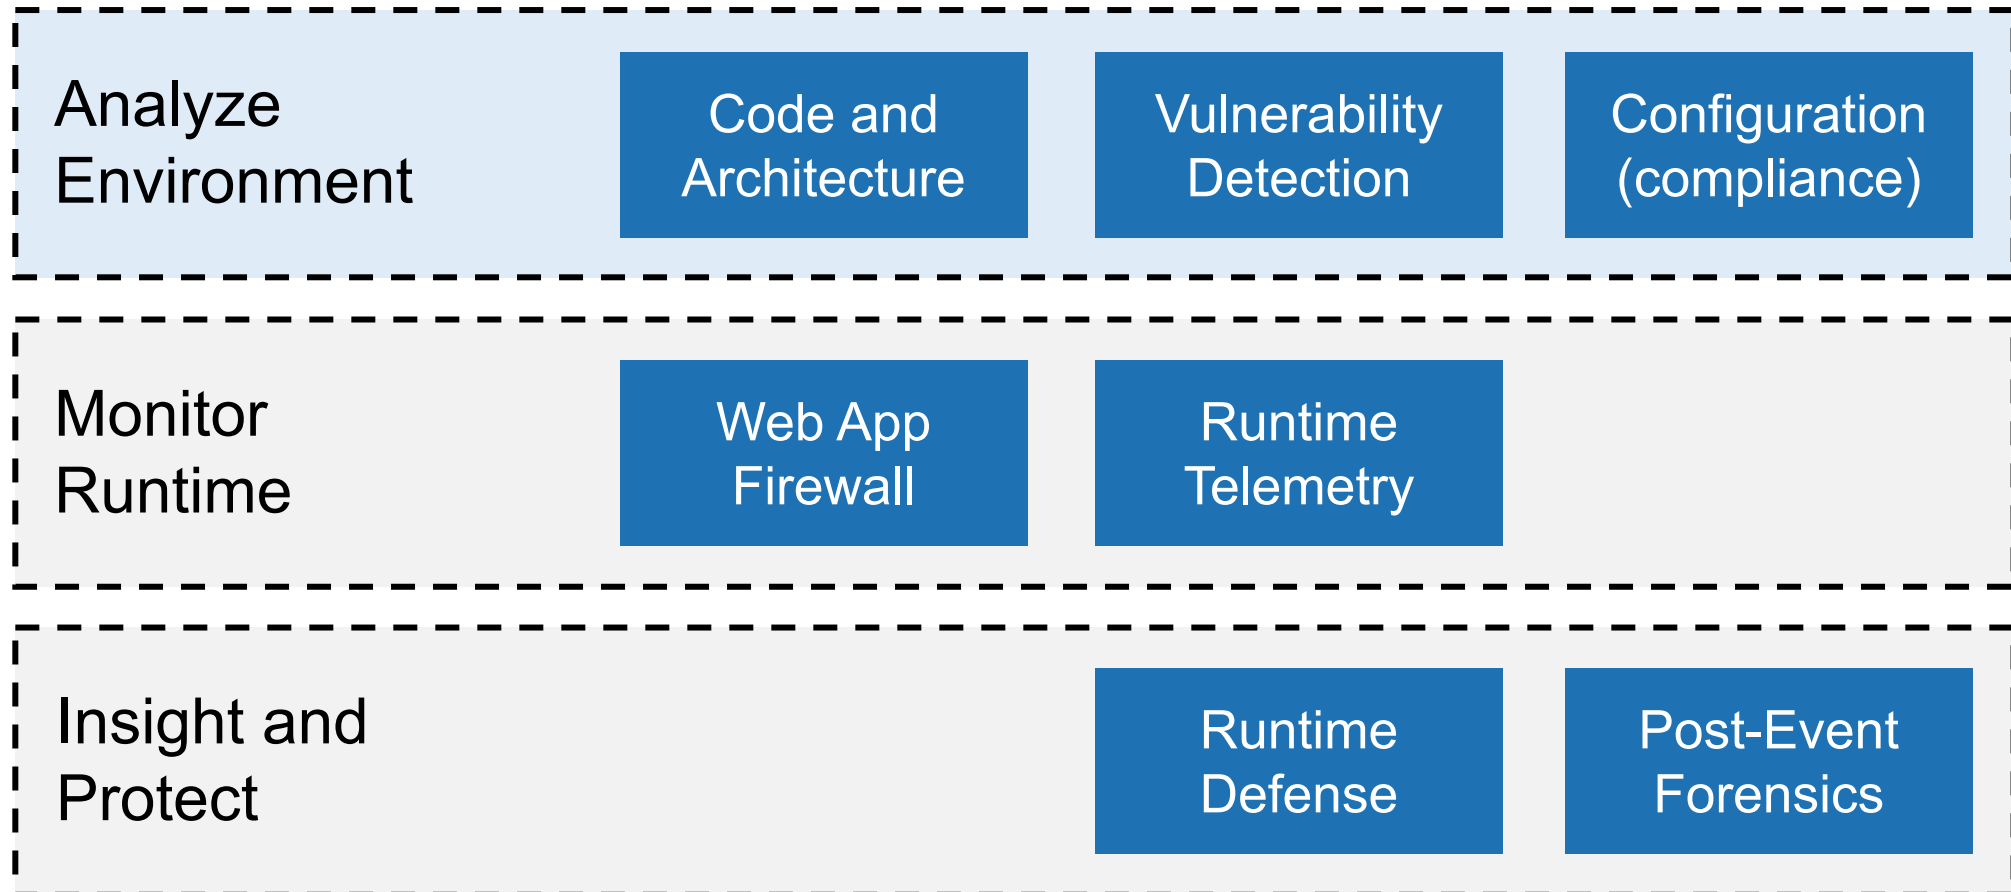 Analyze
Environment
Code and
Architecture
Vulnerability
Detection
Configuration
(compliance)
Monitor
Runtime
Web App
Firewall
Runtime
Telemetry
Insight and
Protect
Runtime
Defense
Post-Event
Forensics